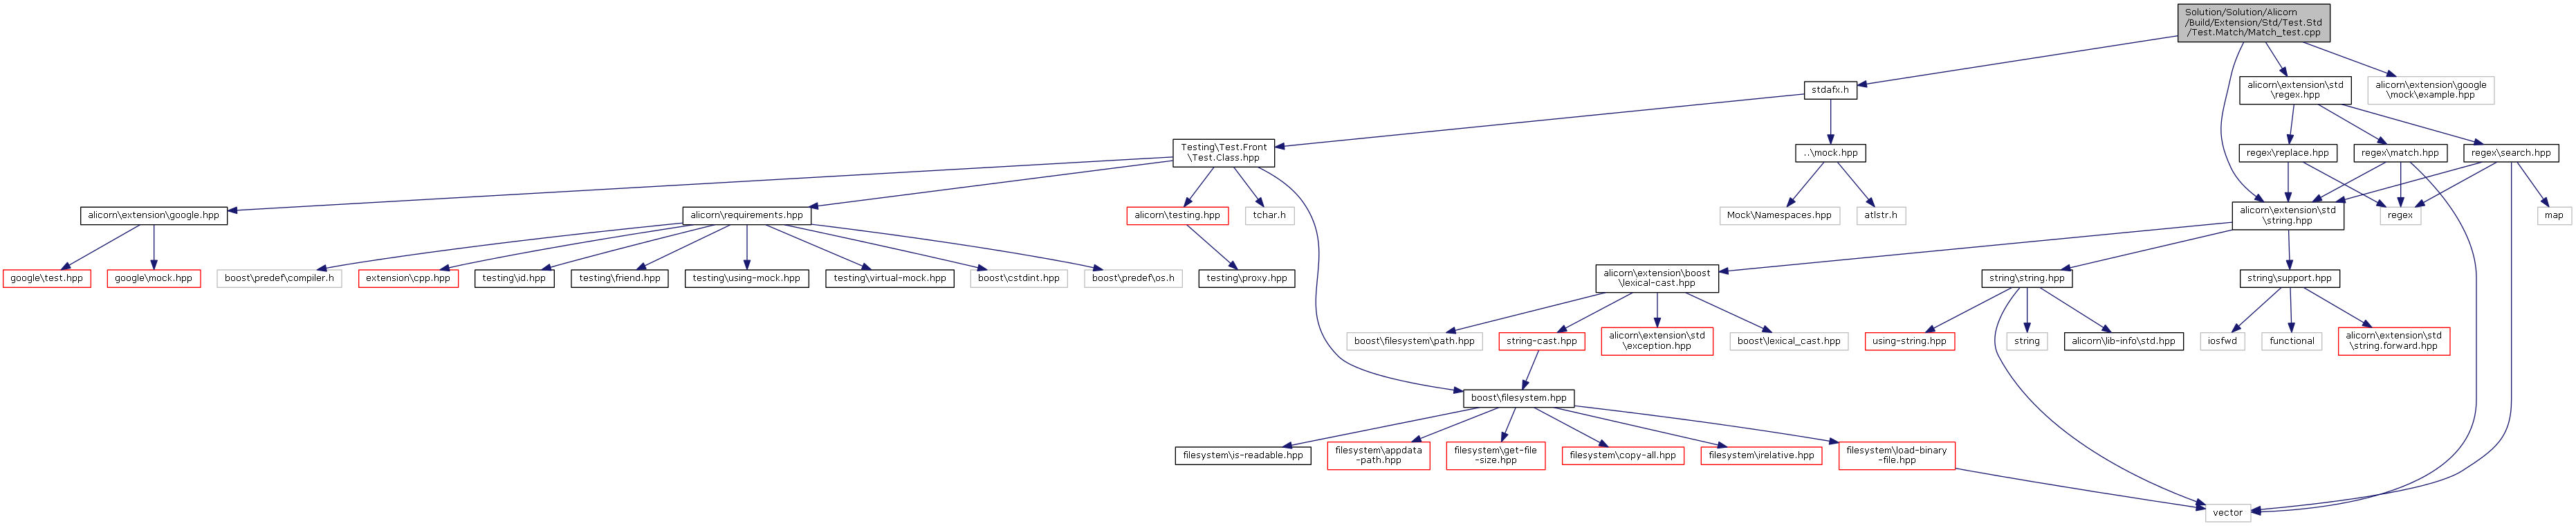 Solution/Solution/Alicorn
/Build/Extension/Std/Test.Std
/Test.Match/Match_test.cpp
stdafx.h
alicorn\extension\std
\regex.hpp
alicorn\extension\google
\mock\example.hpp
Testing\Test.Front
\Test.Class.hpp
..\mock.hpp
regex\replace.hpp
regex\match.hpp
regex\search.hpp
alicorn\extension\google.hpp
alicorn\requirements.hpp
alicorn\testing.hpp
tchar.h
Mock\Namespaces.hpp
atlstr.h
alicorn\extension\std
\string.hpp
regex
map
google\test.hpp
google\mock.hpp
boost\predef\compiler.h
extension\cpp.hpp
testing\id.hpp
testing\friend.hpp
testing\using-mock.hpp
testing\virtual-mock.hpp
boost\cstdint.hpp
boost\predef\os.h
testing\proxy.hpp
alicorn\extension\boost
\lexical-cast.hpp
string\string.hpp
string\support.hpp
boost\filesystem\path.hpp
string-cast.hpp
alicorn\extension\std
\exception.hpp
boost\lexical_cast.hpp
using-string.hpp
string
alicorn\lib-info\std.hpp
iosfwd
functional
alicorn\extension\std
\string.forward.hpp
boost\filesystem.hpp
filesystem\is-readable.hpp
filesystem\appdata
-path.hpp
filesystem\get-file
-size.hpp
filesystem\copy-all.hpp
filesystem\irelative.hpp
filesystem\load-binary
-file.hpp
vector